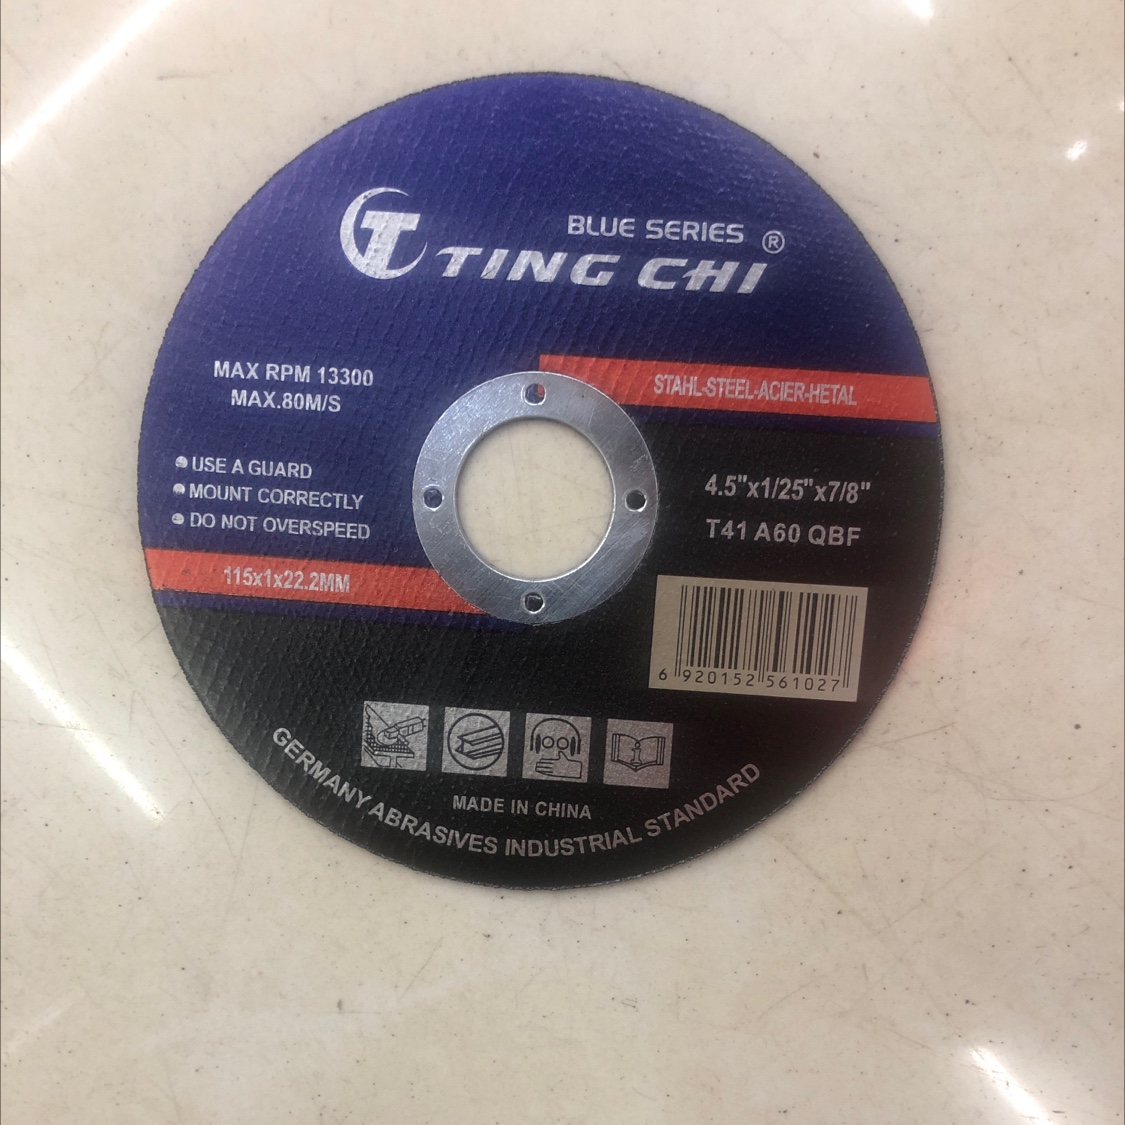 BLUE SERIES
T TING CHI ®
MAX RPM 13300
MAX.80M/S
STAHL-STEEL-ACIER-HETAL
● USE A GUARD
● MOUNT CORRECTLY
● DO NOT OVERSPEED
4.5"x1/25"x7/8"
T41 A60 QBF
115x1x22.2MM
6 920152 561027
MADE IN CHINA
GERMANY ABRASIVES INDUSTRIAL STANDARD